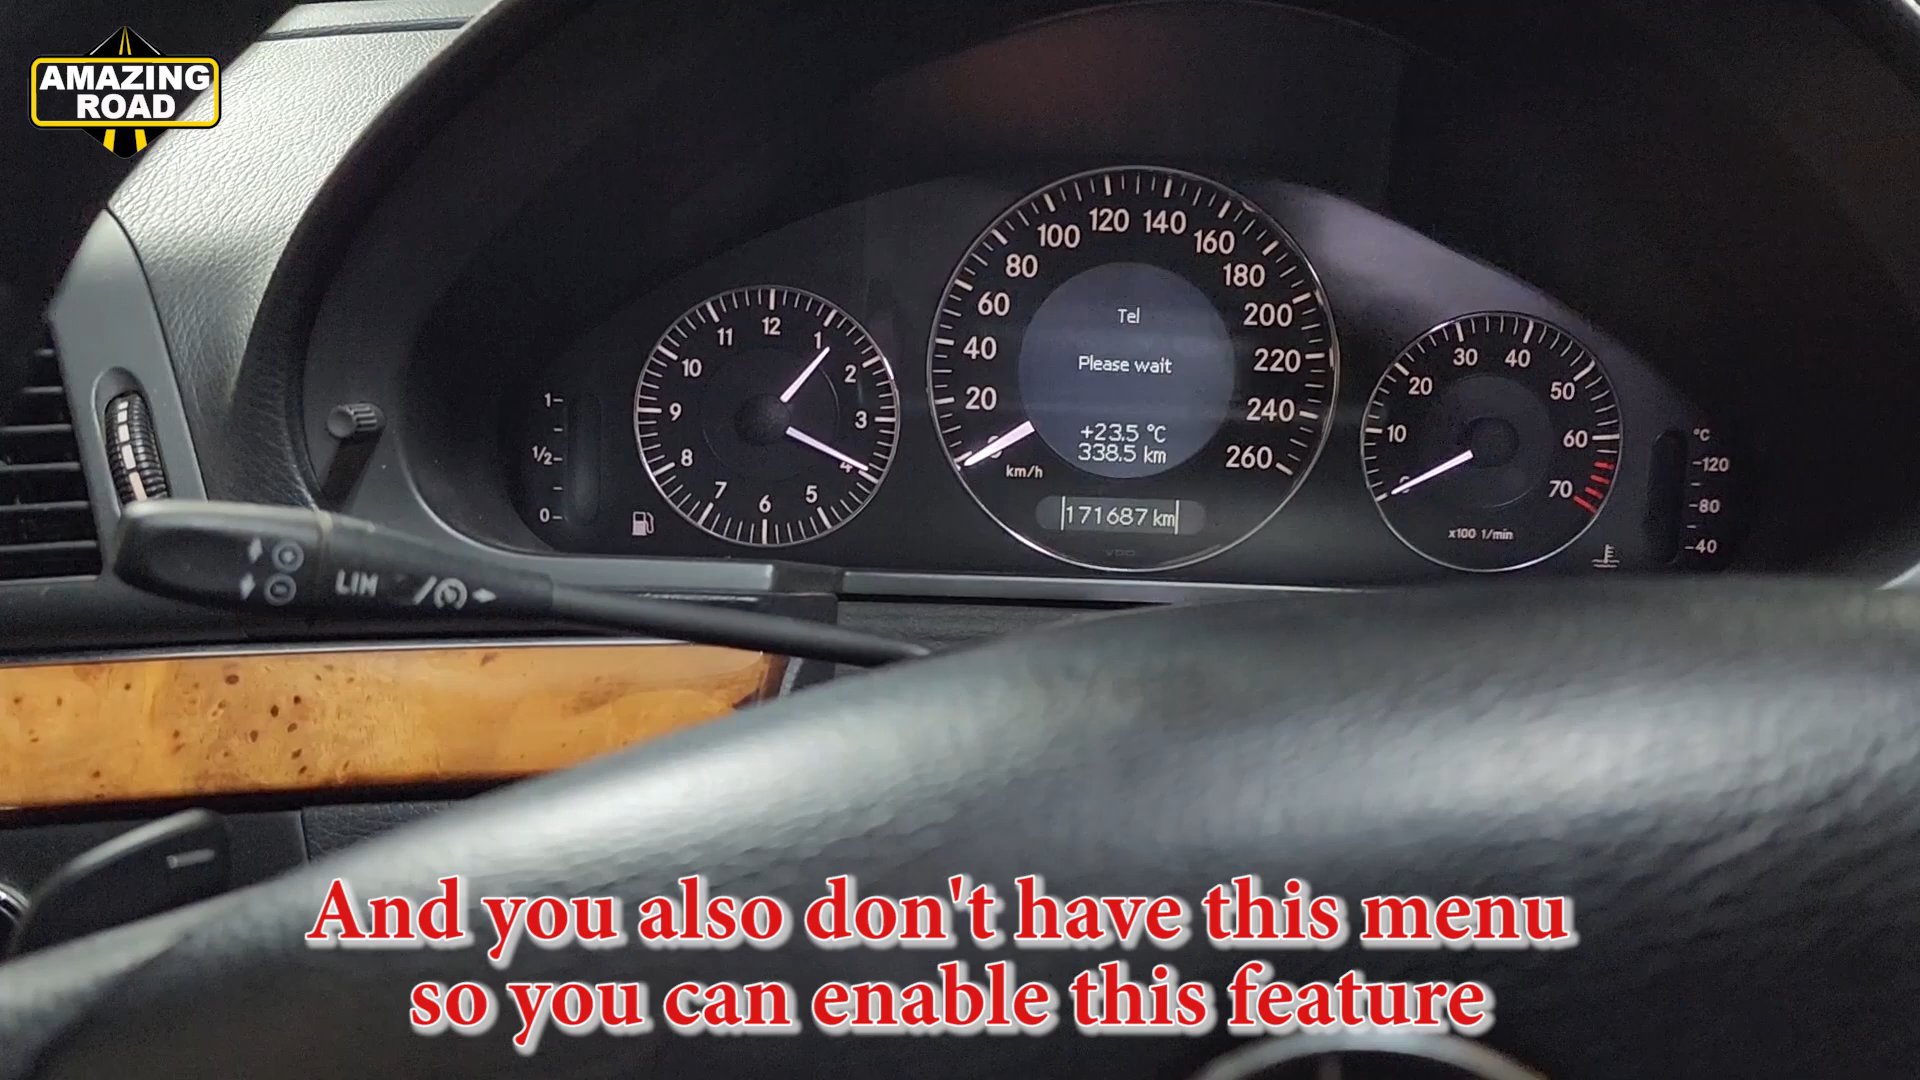 AMAZING
ROAD
1
1/2
0
12
1
2
3
4
5
6
7
8
9
10
11
0
20
40
60
80
100
120
140
160
180
200
220
240
260
km/h
Tel
Please wait
+23.5 °C
338.5 km
171687 km
VDO
0
10
20
30
40
50
60
70
x100 1/min
°C
120
80
40
LIM
And you also don't have this menu
so you can enable this feature